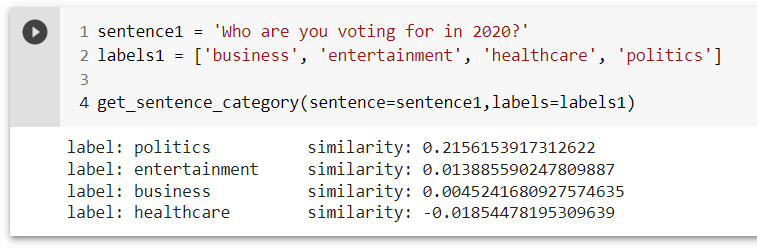 1 sentence1 = 'Who are you voting for in 2020?'
2 labels1 = ['business', 'entertainment', 'healthcare', 'politics']
3
4 get_sentence_category(sentence=sentence1,labels=labels1)
label: politics similarity: 0.2156153917312622
label: entertainment similarity: 0.013885590247809887
label: business similarity: 0.0045241680927574635
label: healthcare similarity: -0.01854478195309639